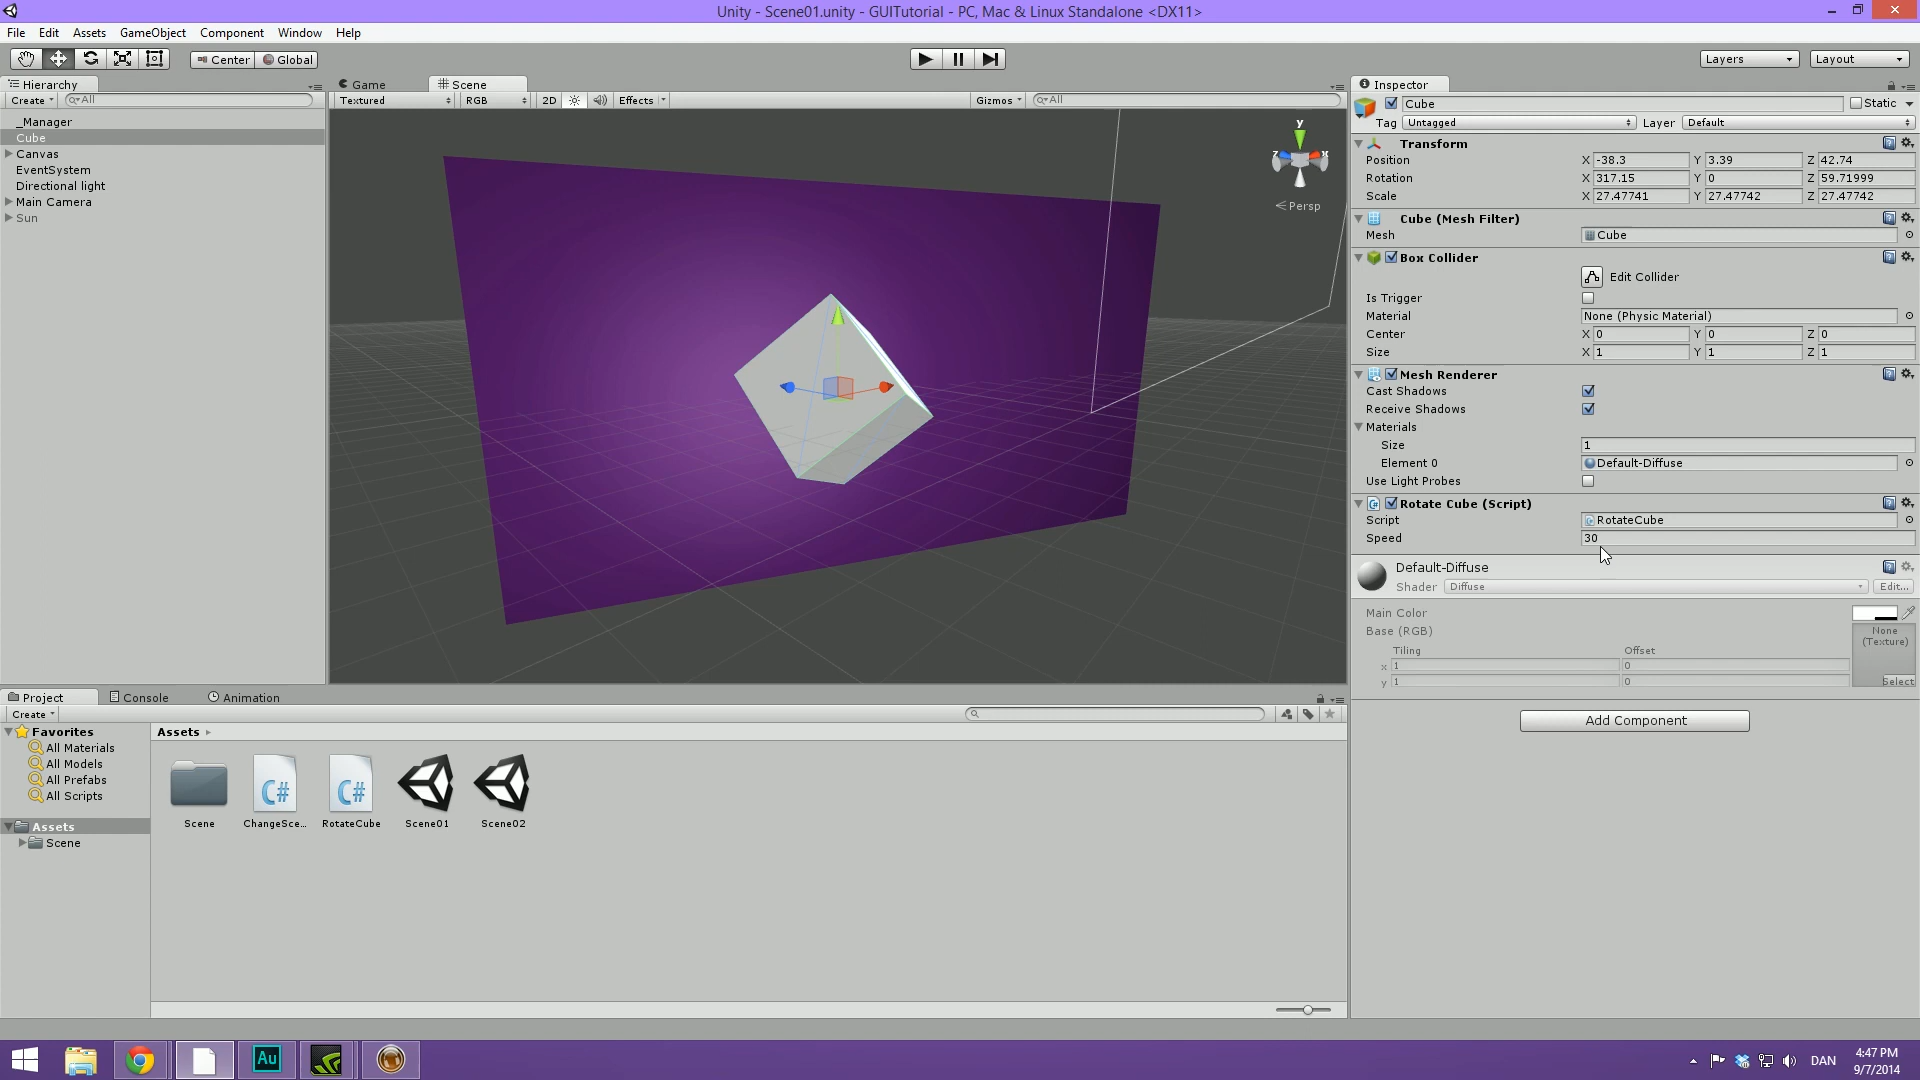 Unity - Scene01.unity - GUITutorial - PC, Mac & Linux Standalone <DX11>
File Edit Assets GameObject Component Window Help
Center Global Layers Layout
Hierarchy
Create All
_Manager
Cube
Canvas
EventSystem
Directional light
Main Camera
Sun
Game Scene
Textured RGB 2D Effects Gizmos All
y
z x
Persp
Inspector
Cube Static
Tag Untagged Layer Default
Transform
Position X -38.3 Y 3.39 Z 42.74
Rotation X 317.15 Y 0 Z 59.71999
Scale X 27.47741 Y 27.47742 Z 27.47742
Cube (Mesh Filter)
Mesh Cube
Box Collider
Edit Collider
Is Trigger
Material None (Physic Material)
Center X 0 Y 0 Z 0
Size X 1 Y 1 Z 1
Mesh Renderer
Cast Shadows
Receive Shadows
Materials
Size 1
Element 0 Default-Diffuse
Use Light Probes
Rotate Cube (Script)
Script RotateCube
Speed 30
Default-Diffuse
Shader Diffuse Edit...
Main Color
Base (RGB) None
(Texture)
Tiling Offset
x 1 0
y 1 0 Select
Add Component
Project Console Animation
Create
Favorites
All Materials
All Models
All Prefabs
All Scripts
Assets
Scene
Assets
C# C#
Scene ChangeSce... RotateCube Scene01 Scene02
Au
DAN
4:47 PM
9/7/2014